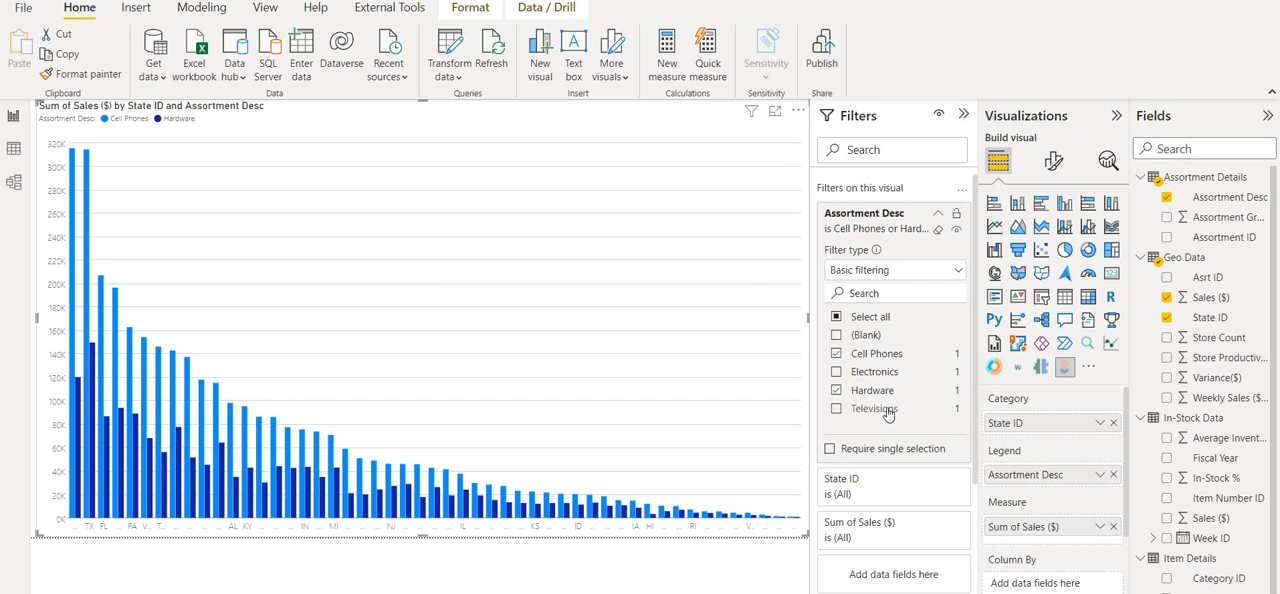 File Home Insert Modeling View Help External Tools Format Data / Drill
Paste
Cut
Copy
Format painter
Clipboard
Get data
Excel workbook
Data hub
SQL Server
Enter data
Dataverse
Recent sources
Data
Transform data
Refresh
Queries
New visual
Text box
More visuals
Insert
New measure
Quick measure
Calculations
Sensitivity
Sensitivity
Publish
Share
Sum of Sales ($) by State ID and Assortment Desc
Assortment Desc: Cell Phones Hardware
320K
300K
280K
260K
240K
220K
200K
180K
160K
140K
120K
100K
80K
60K
40K
20K
0K
TX FL ... PA V... T... ... ... ... ... AL KY ... ... ... IN ... MI ... ... ... NJ ... ... ... ... IL ... ... ... ... KS ... ... ID ... ... ... IA HI ... ... RI ... ... ... V... ... ... ...
Filters
Search
Filters on this visual ...
Assortment Desc
is Cell Phones or Hard...
Filter type
Basic filtering
Search
Select all
(Blank)
Cell Phones 1
Electronics 1
Hardware 1
Televisions 1
Require single selection
State ID
is (All)
Sum of Sales ($)
is (All)
Add data fields here
Visualizations
Build visual
123
R
Py
...
Category
State ID
Legend
Assortment Desc
Measure
Sum of Sales ($)
Column By
Add data fields here
Fields
Search
Assortment Details
Assortment Desc
Assortment Gr...
Assortment ID
Geo Data
Asrt ID
Sales ($)
State ID
Store Count
Store Productiv...
Variance($)
Weekly Sales ($...
In-Stock Data
Average Invent...
Fiscal Year
In-Stock %
Item Number ID
Sales ($)
Week ID
Item Details
Category ID